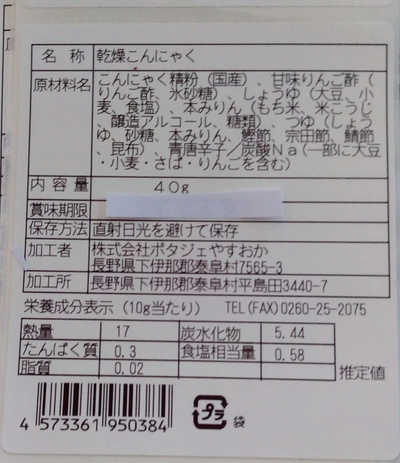 名 称 乾燥こんにゃく
原材料名 こんにゃく精粉(国産)、甘味りんご酢(
りんご酢、氷砂糖)、しょうゆ(大豆、小
麦、食塩)、本みりん(もち米、米こうじ
、醸造アルコール、糖類)、つゆ(しょう
ゆ、砂糖、本みりん、鰹節、宗田節、鯖節
、昆布)、青唐辛子/炭酸Na(一部に大豆
・小麦・さば・りんごを含む)
内 容 量 40g
賞味期限
保存方法 直射日光を避けて保存
加工者 株式会社ポタジェやすおか
長野県下伊那郡泰阜村7565-3
加工所 長野県下伊那郡泰阜村平島田3440-7
栄養成分表示(10g当たり) TEL(FAX)0260-25-2075
熱量 17 炭水化物 5.44
たんぱく質 0.3 食塩相当量 0.58
脂質 0.02 推定値
4 573361 950384 プラ 袋